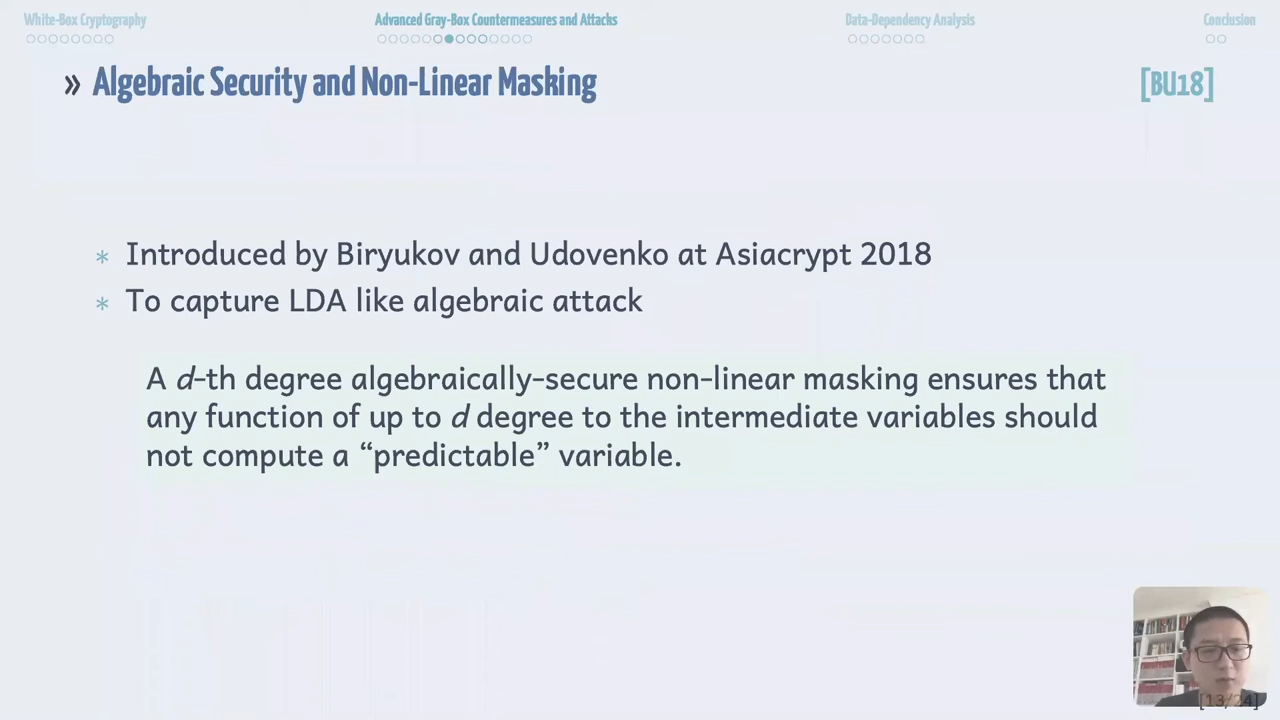 White-Box Cryptography
Advanced Gray-Box Countermeasures and Attacks
Data-Dependency Analysis
Conclusion
» Algebraic Security and Non-Linear Masking
[BU18]
* Introduced by Biryukov and Udovenko at Asiacrypt 2018
* To capture LDA like algebraic attack
A d-th degree algebraically-secure non-linear masking ensures that
any function of up to d degree to the intermediate variables should
not compute a “predictable” variable.
[13/24]